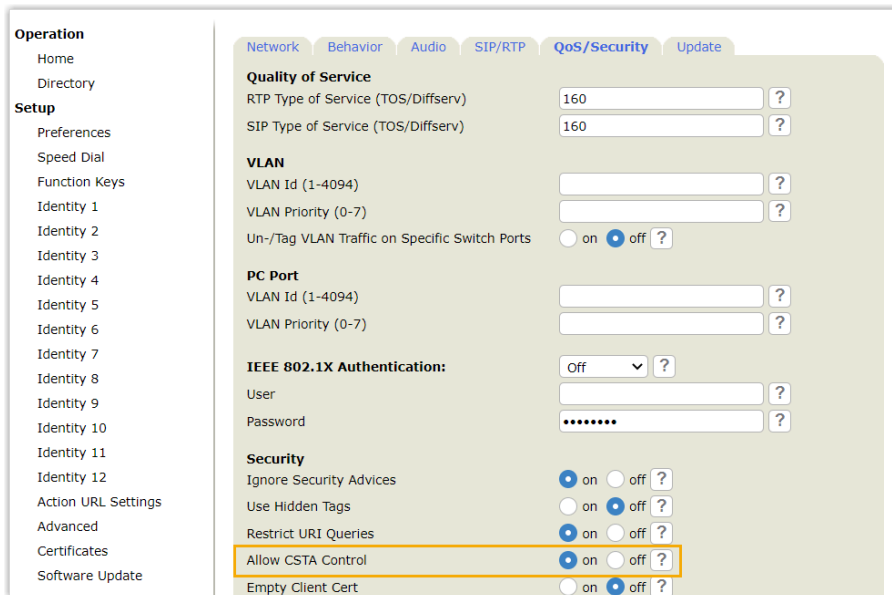 Operation
Home
Directory
Setup
Preferences
Speed Dial
Function Keys
Identity 1
Identity 2
Identity 3
Identity 4
Identity 5
Identity 6
Identity 7
Identity 8
Identity 9
Identity 10
Identity 11
Identity 12
Action URL Settings
Advanced
Certificates
Software Update
Network Behavior Audio SIP/RTP QoS/Security Update
Quality of Service
RTP Type of Service (TOS/Diffserv) 160 ?
SIP Type of Service (TOS/Diffserv) 160 ?
VLAN
VLAN Id (1-4094) ?
VLAN Priority (0-7) ?
Un-/Tag VLAN Traffic on Specific Switch Ports on off ?
PC Port
VLAN Id (1-4094) ?
VLAN Priority (0-7) ?
IEEE 802.1X Authentication: Off ?
User ?
Password •••••••• ?
Security
Ignore Security Advices on off ?
Use Hidden Tags on off ?
Restrict URI Queries on off ?
Allow CSTA Control on off ?
Empty Client Cert on off ?